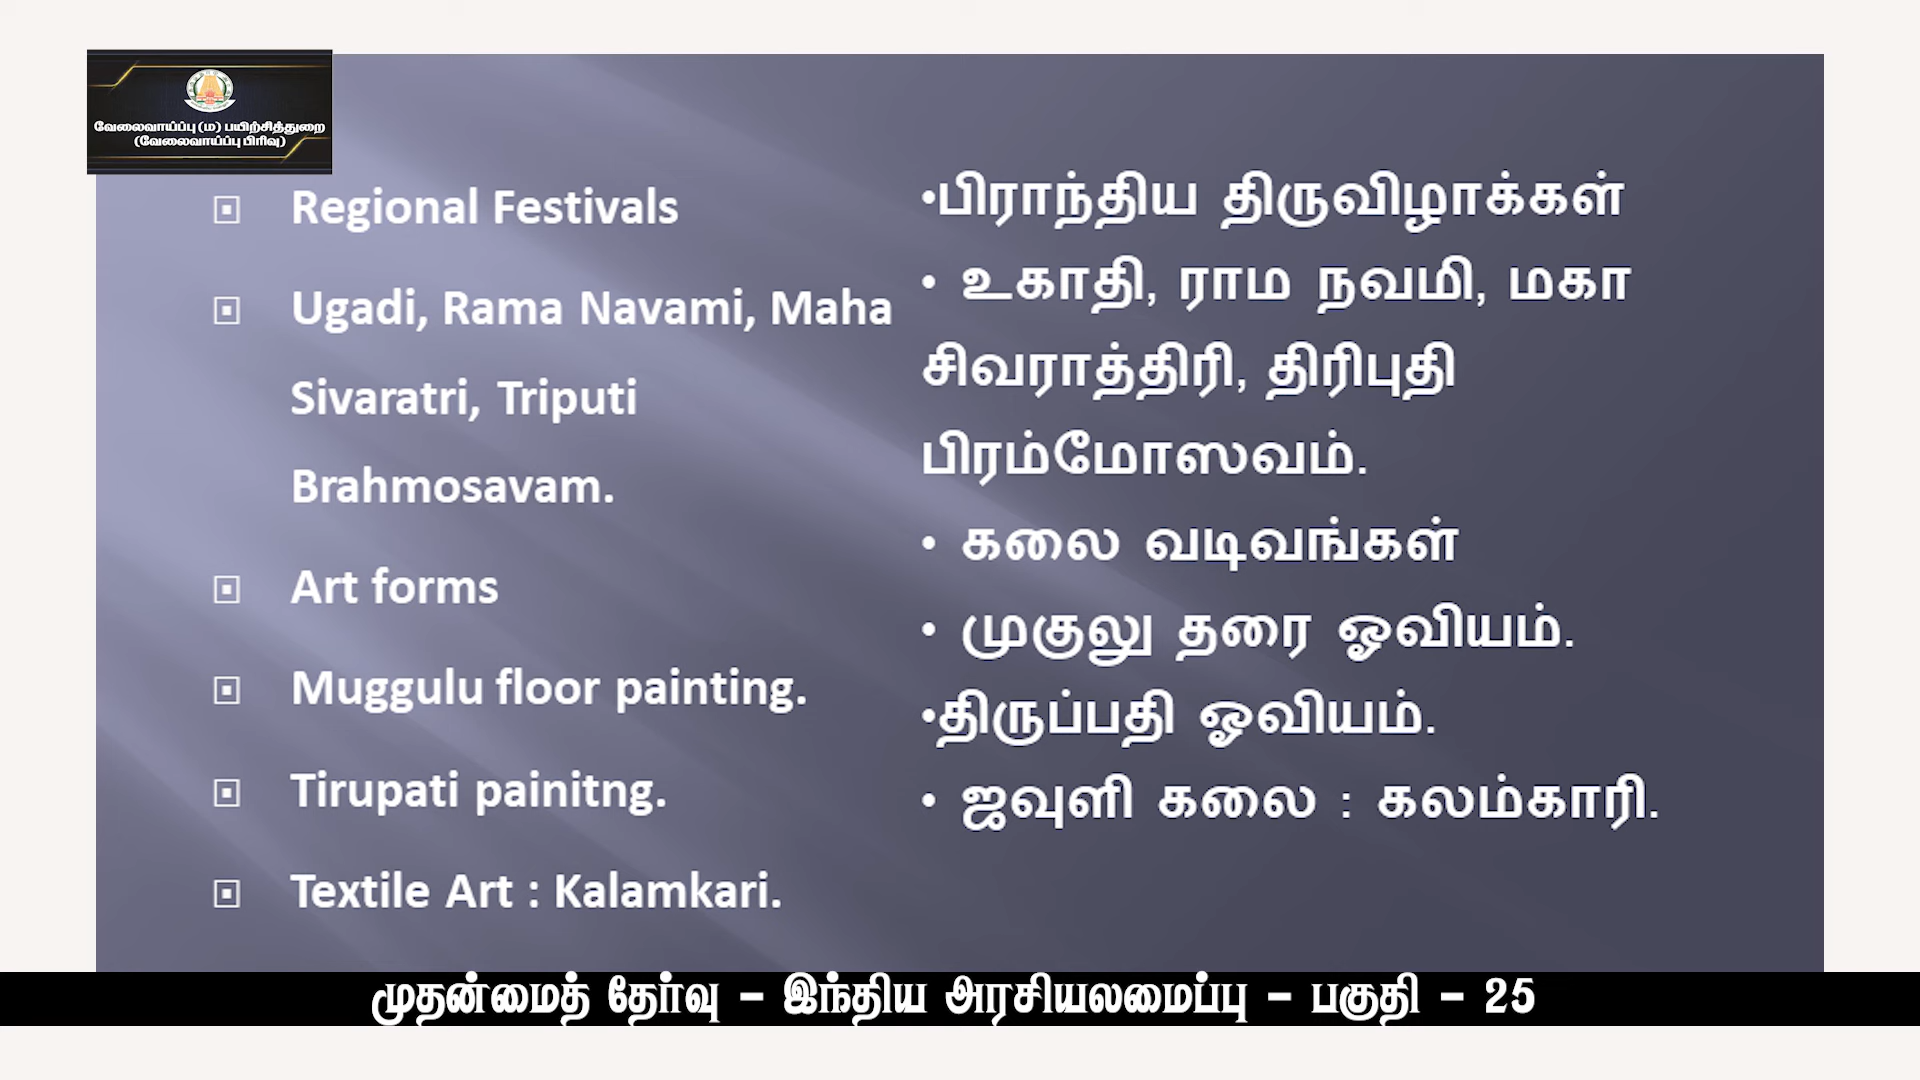 வேலைவாய்ப்பு (ம) பயிற்சித்துறை
(வேலைவாய்ப்பு பிரிவு)
Regional Festivals
Ugadi, Rama Navami, Maha
Sivaratri, Triputi
Brahmosavam.
Art forms
Muggulu floor painting.
Tirupati painitng.
Textile Art : Kalamkari.
•பிராந்திய திருவிழாக்கள்
• உகாதி, ராம நவமி, மகா
சிவராத்திரி, திரிபுதி
பிரம்மோஸவம்.
• கலை வடிவங்கள்
• முகுலு தரை ஓவியம்.
•திருப்பதி ஓவியம்.
• ஜவுளி கலை : கலம்காரி.
முதன்மைத் தேர்வு – இந்திய அரசியலமைப்பு – பகுதி – 25